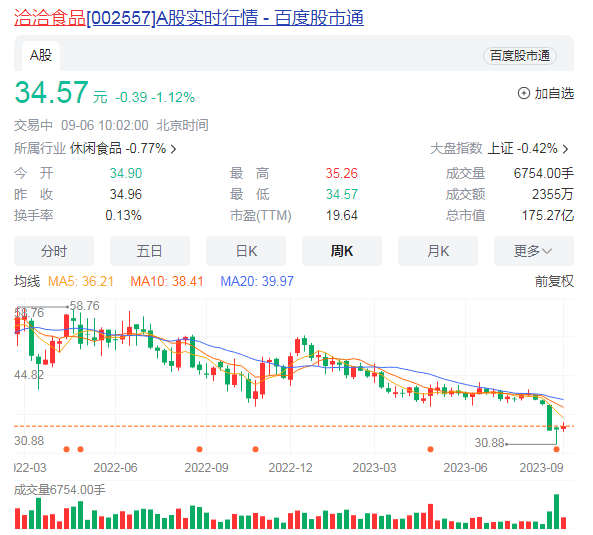 洽洽食品[002557]A股实时行情 - 百度股市通
A股
百度股市通
34.57 元 -0.39 -1.12%
加自选
交易中 09-06 10:02:00 北京时间
所属行业 休闲食品 -0.77%
大盘指数 上证 -0.42%
今 开 34.90 最 高 35.26 成交量 6754.00手
昨 收 34.96 最 低 34.57 成交额 2355万
换手率 0.13% 市盈(TTM) 19.64 总市值 175.27亿
分时 五日 日K 周K 月K 更多
均线 MA5: 36.21 MA10: 38.41 MA20: 39.97 前复权
58.76
58.76
44.82
30.88
30.88
022-03 2022-06 2022-09 2022-12 2023-03 2023-06 2023-09
成交量6754.00手